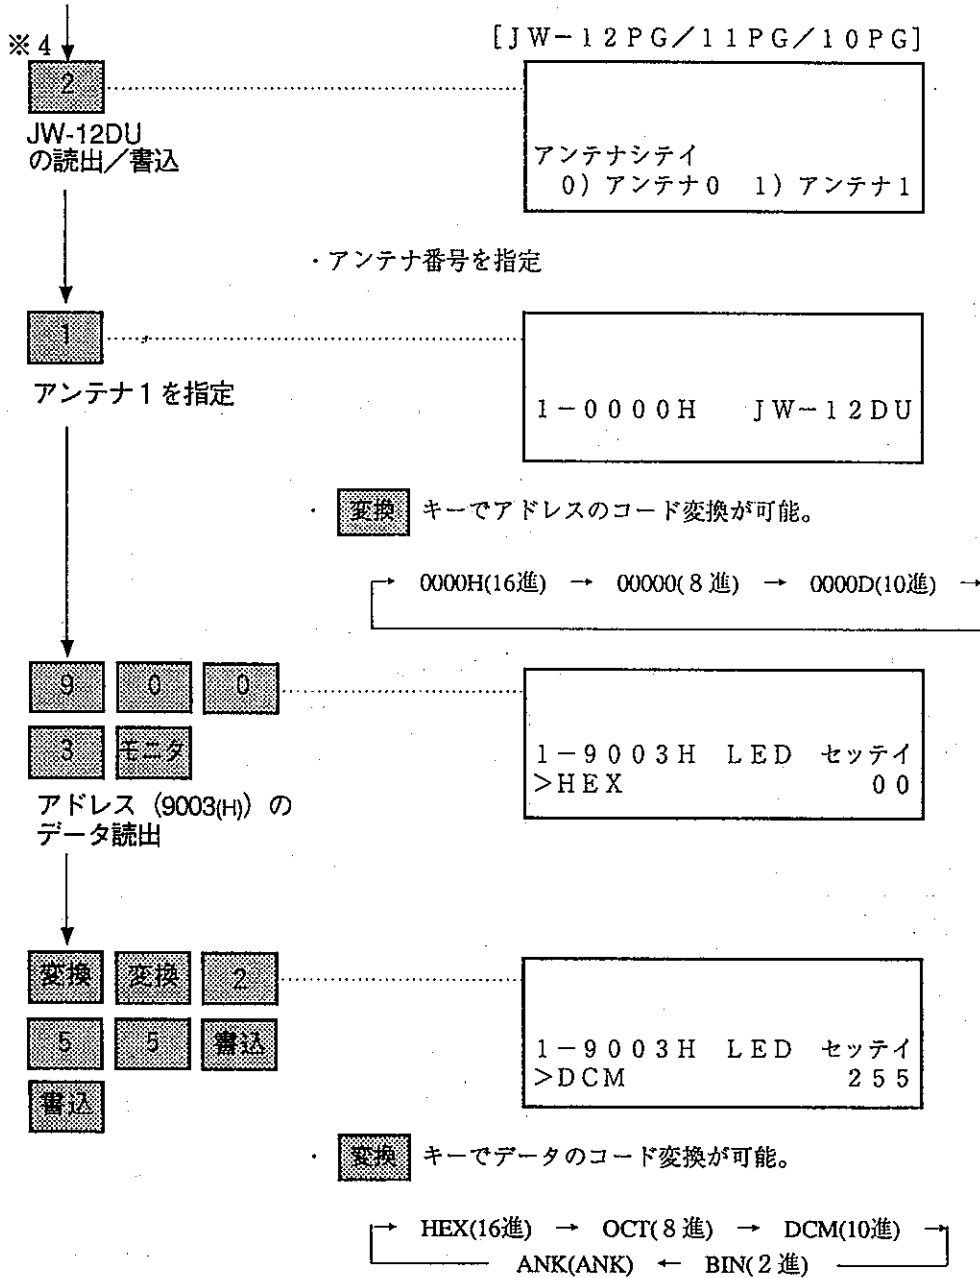 ※4
[JW-12PG/11PG/10PG]
2
JW-12DU
の読出/書込
アンテナシテイ
0) アンテナ0 1) アンテナ1
・アンテナ番号を指定
1
アンテナ1を指定
1-0000H JW-12DU
・ 変換 キーでアドレスのコード変換が可能。
→ 0000H(16進) → 00000(8進) → 0000D(10進) →
9 0 0
3 モニタ
アドレス (9003(H)) の
データ読出
1-9003H LED セッテイ
>HEX 00
変換 変換 2
5 5 書込
書込
1-9003H LED セッテイ
>DCM 255
・ 変換 キーでデータのコード変換が可能。
→ HEX(16進) → OCT(8進) → DCM(10進) →
ANK(ANK) ← BIN(2進)